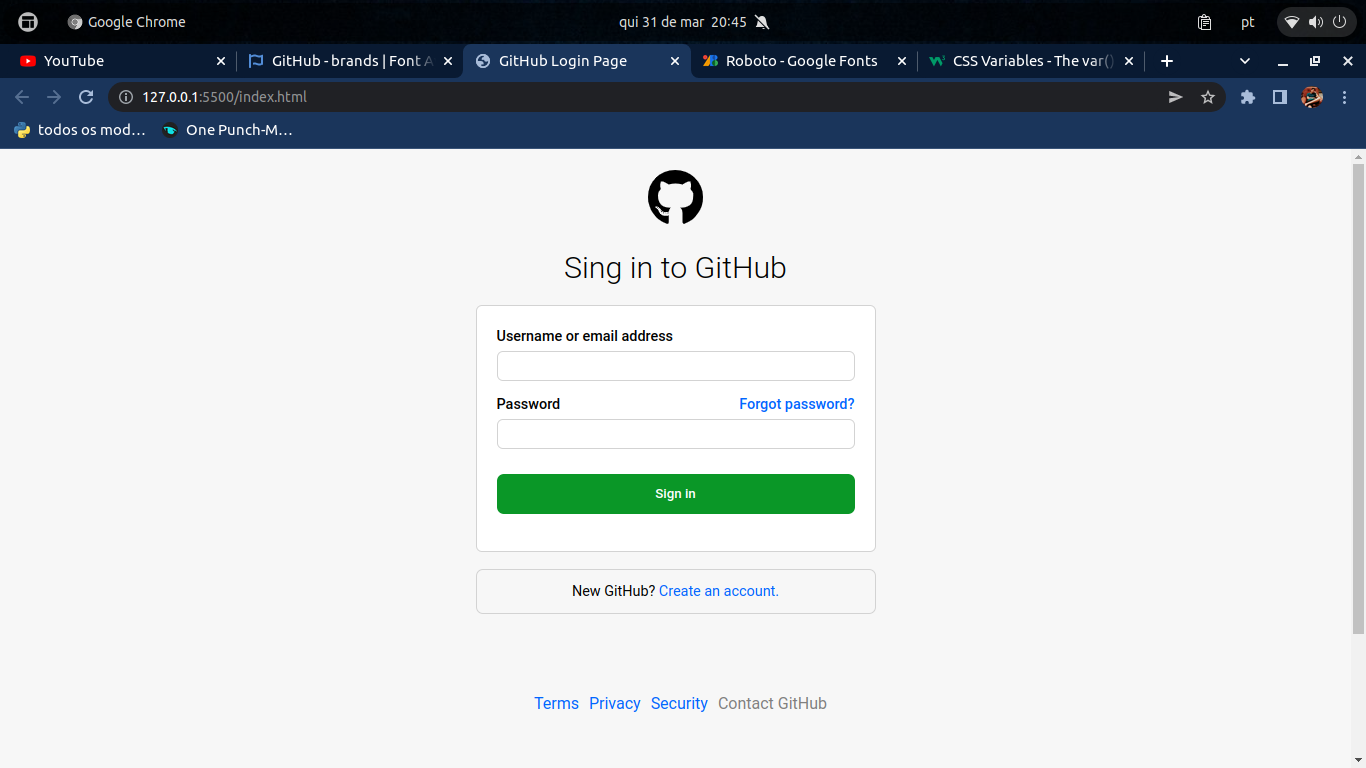 Google Chrome qui 31 de mar 20:45 pt
YouTube GitHub - brands | Font A GitHub Login Page Roboto - Google Fonts CSS Variables - The var()
127.0.0.1:5500/index.html
todos os mod... One Punch-M...
Sing in to GitHub
Username or email address
Password Forgot password?
Sign in
New GitHub? Create an account.
Terms Privacy Security Contact GitHub